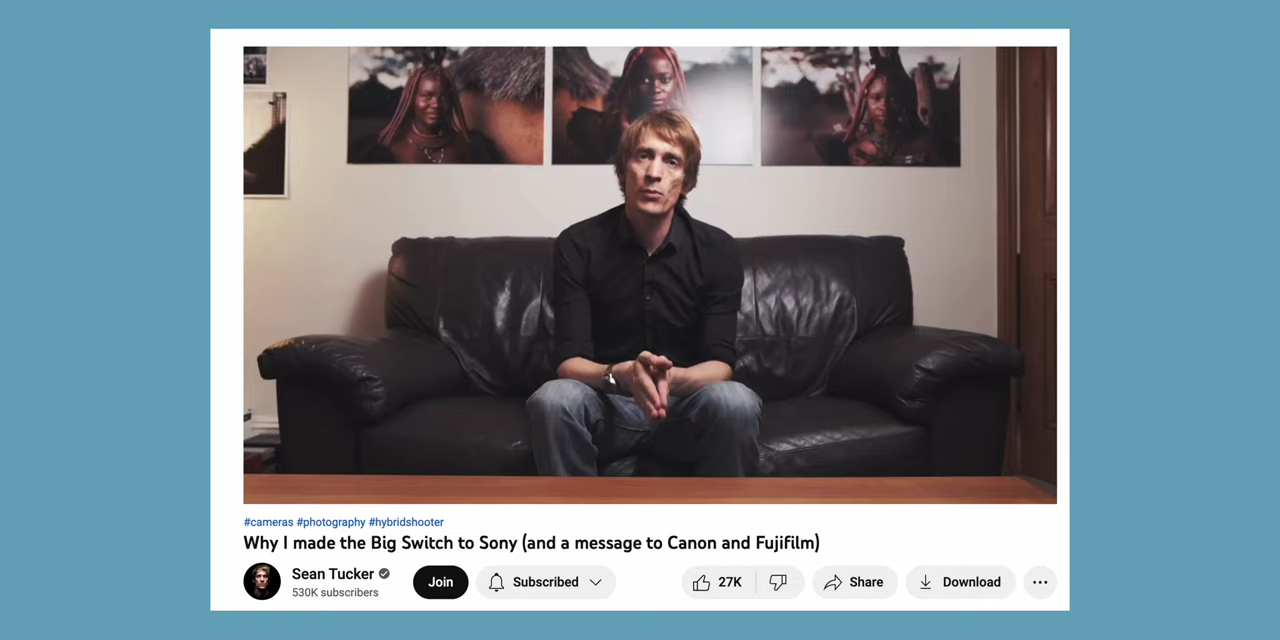 #cameras #photography #hybridshooter
Why I made the Big Switch to Sony (and a message to Canon and Fujifilm)
Sean Tucker
530K subscribers
Join
Subscribed
27K
Share
Download